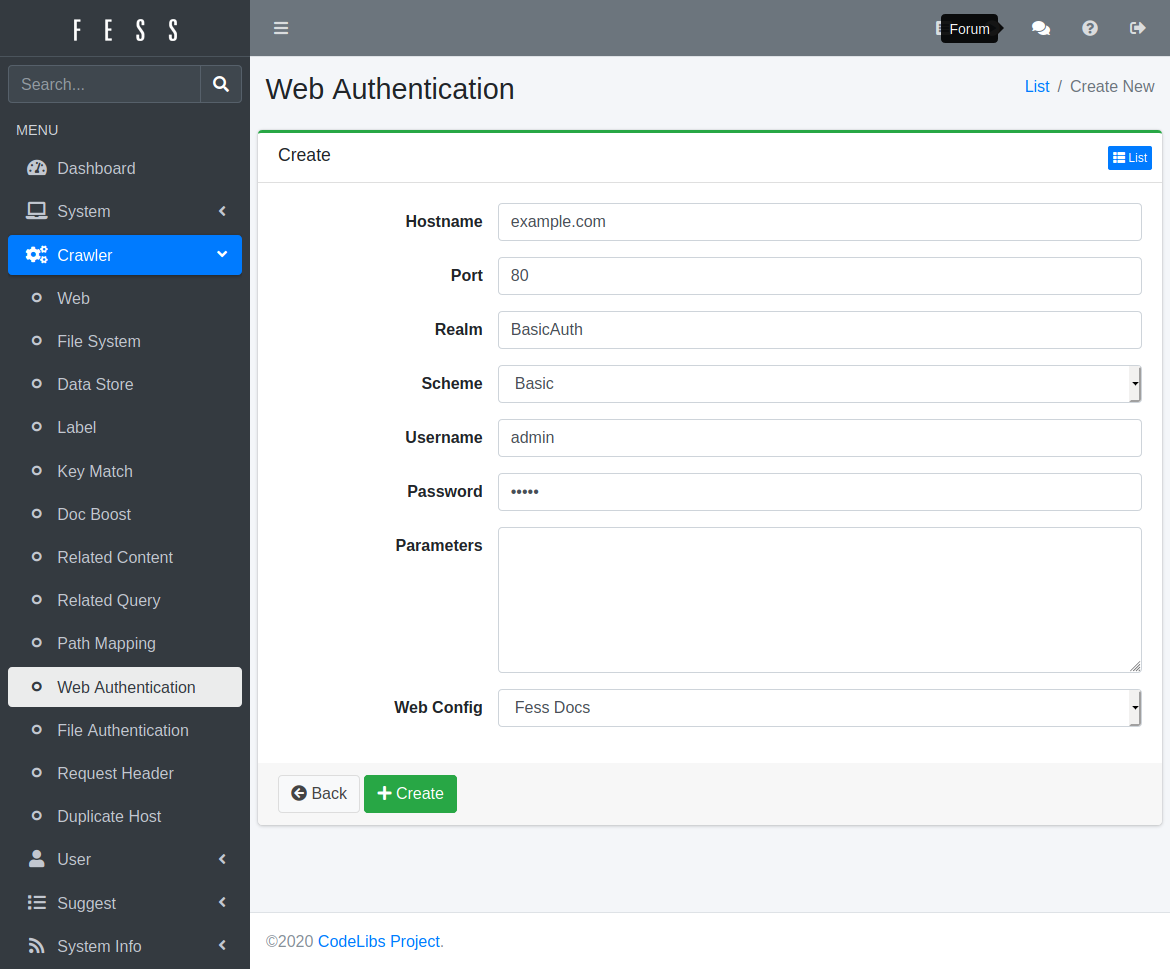 FESS
Forum
Search...
Web Authentication
List / Create New
MENU
Dashboard
System
Crawler
Web
File System
Data Store
Label
Key Match
Doc Boost
Related Content
Related Query
Path Mapping
Web Authentication
File Authentication
Request Header
Duplicate Host
User
Suggest
System Info
Create
List
Hostname example.com
Port 80
Realm BasicAuth
Scheme Basic
Username admin
Password •••••
Parameters
Web Config Fess Docs
Back Create
©2020 CodeLibs Project.